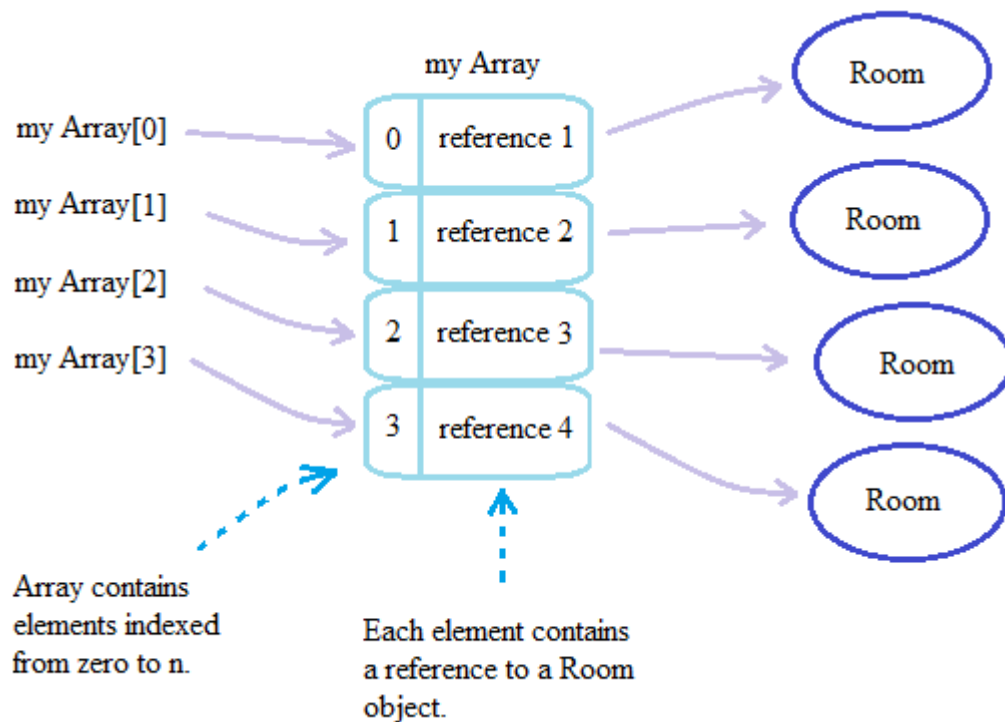 my Array
Room
my Array[0]
0
reference 1
my Array[1]
1
reference 2
Room
my Array[2]
2
reference 3
Room
my Array[3]
3
reference 4
Room
Array contains
elements indexed
from zero to n.
Each element contains
a reference to a Room
object.